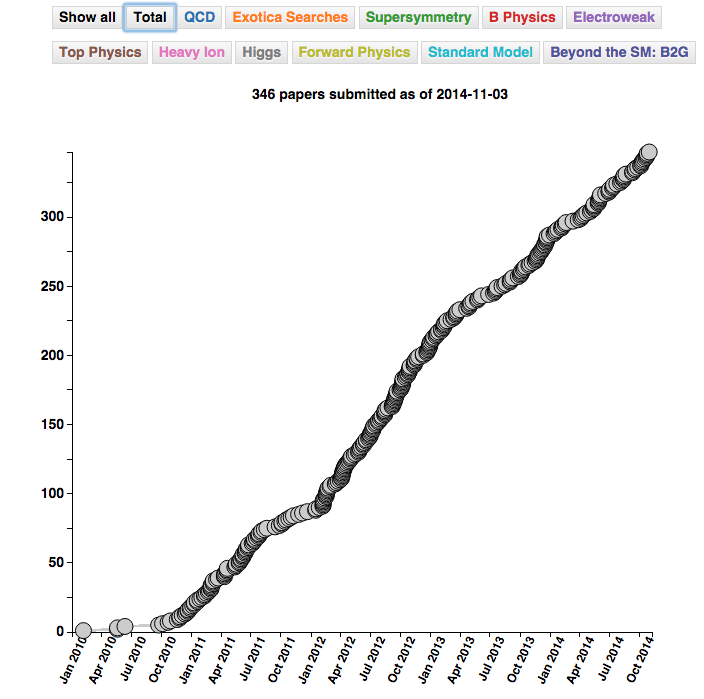 Show all Total QCD Exotica Searches Supersymmetry B Physics Electroweak
Top Physics Heavy Ion Higgs Forward Physics Standard Model Beyond the SM: B2G
346 papers submitted as of 2014-11-03
300
250
200
150
100
50
0
Jan 2010 Apr 2010 Jul 2010 Oct 2010 Jan 2011 Apr 2011 Jul 2011 Oct 2011 Jan 2012 Apr 2012 Jul 2012 Oct 2012 Jan 2013 Apr 2013 Jul 2013 Oct 2013 Jan 2014 Apr 2014 Jul 2014 Oct 2014